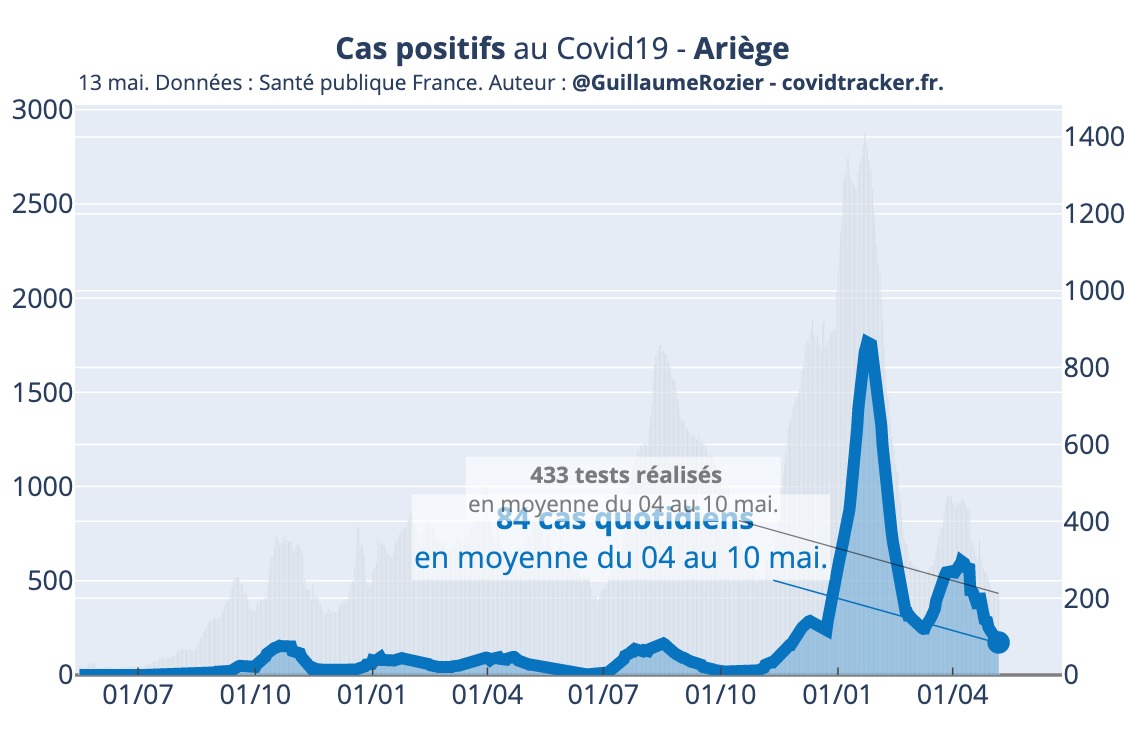 Cas positifs au Covid19 - Ariège
13 mai. Données : Santé publique France. Auteur : @GuillaumeRozier - covidtracker.fr.
3000
2500
2000
1500
1000
500
0
1400
1200
1000
800
600
400
200
0
433 tests réalisés
en moyenne du 04 au 10 mai.
84 cas quotidiens
en moyenne du 04 au 10 mai.
01/07 01/10 01/01 01/04 01/07 01/10 01/01 01/04